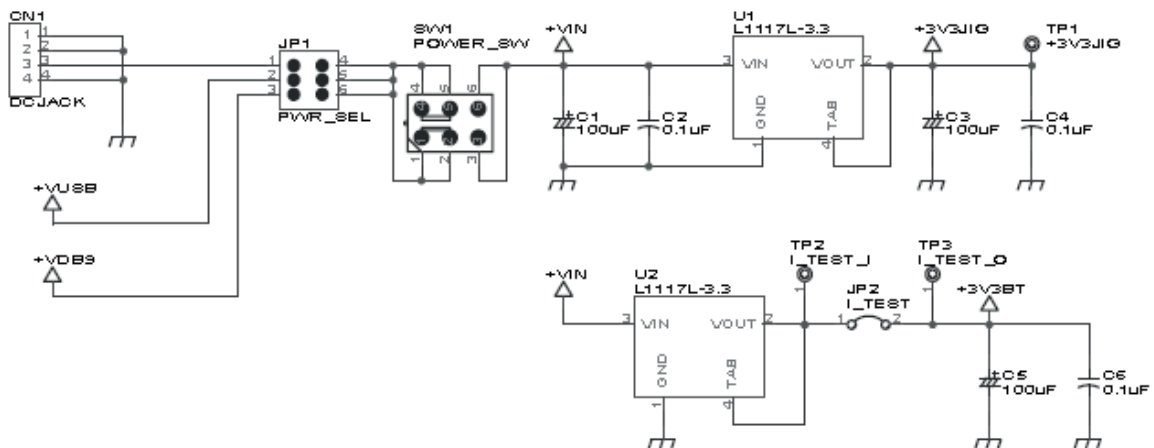 CN1
1
2
3
4
DCJACK
JP1
1
2
3
4
5
6
PWR_SEL
SW1
POWER_SW
4
5
6
1
2
3
+VUSB
+VDB9
+VIN
C1
100uF
C2
0.1uF
U1
L1117L-3.3
3
VIN
VOUT
2
GND
TAB
1
4
+3V3JIG
TP1
+3V3JIG
1
C3
100uF
C4
0.1uF
+VIN
U2
L1117L-3.3
3
VIN
VOUT
2
GND
TAB
1
4
TP2
I_TEST_I
1
JP2
I_TEST
1
2
TP3
I_TEST_O
1
+3V3BT
C5
100uF
C6
0.1uF